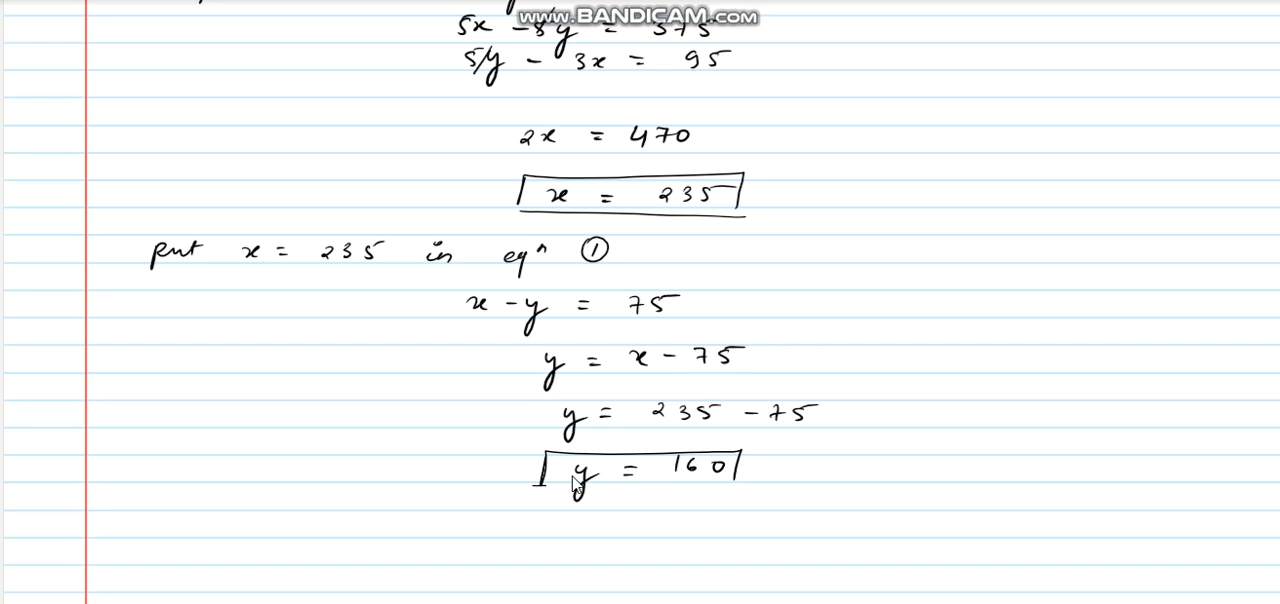 www.BANDICAM.com
5x - 5y = 375
5y - 3x = 95
2x = 470
x = 235
put x = 235 in eqn ①
x - y = 75
y = x - 75
y = 235 - 75
y = 160